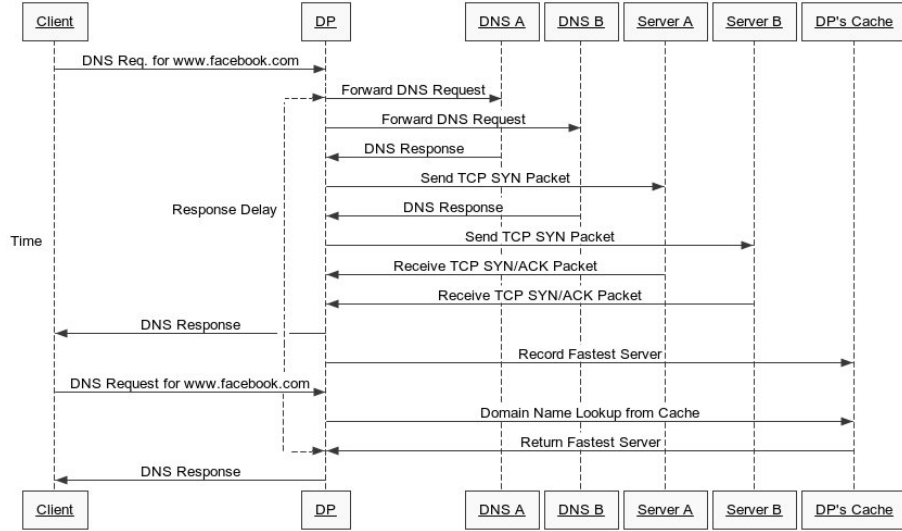 Client
DP
DNS A
DNS B
Server A
Server B
DP's Cache
DNS Req. for www.facebook.com
Forward DNS Request
Forward DNS Request
DNS Response
Send TCP SYN Packet
Response Delay
DNS Response
Time
Send TCP SYN Packet
Receive TCP SYN/ACK Packet
Receive TCP SYN/ACK Packet
DNS Response
Record Fastest Server
DNS Request for www.facebook.com
Domain Name Lookup from Cache
Return Fastest Server
DNS Response
Client
DP
DNS A
DNS B
Server A
Server B
DP's Cache